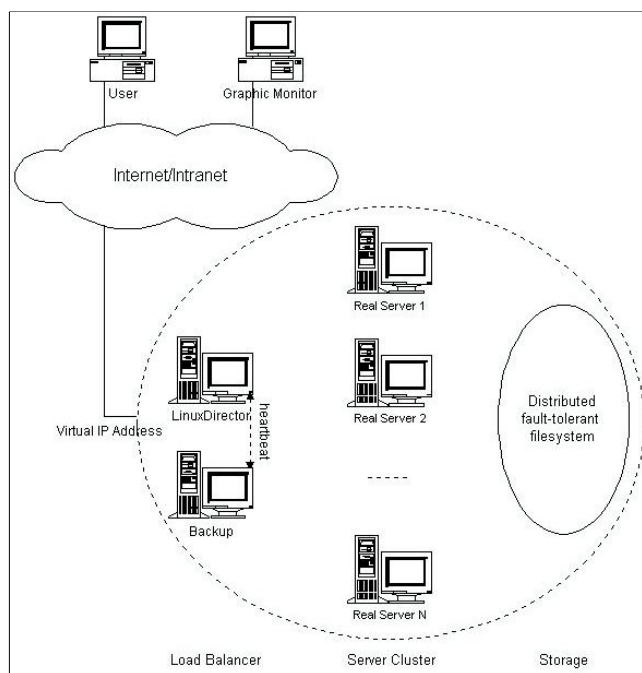 User
Graphic Monitor
Internet/Intranet
Real Server 1
LinuxDirector
Real Server 2
Distributed
fault-tolerant
filesystem
heartbeat
Virtual IP Address
Backup
Real Server N
Load Balancer
Server Cluster
Storage